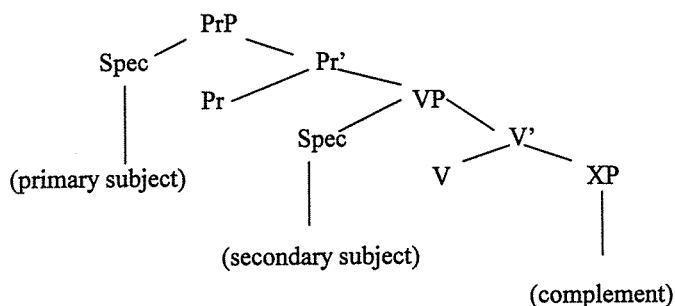 PrP
Spec Pr’
Pr VP
Spec V’
(primary subject) V XP
(secondary subject)
(complement)